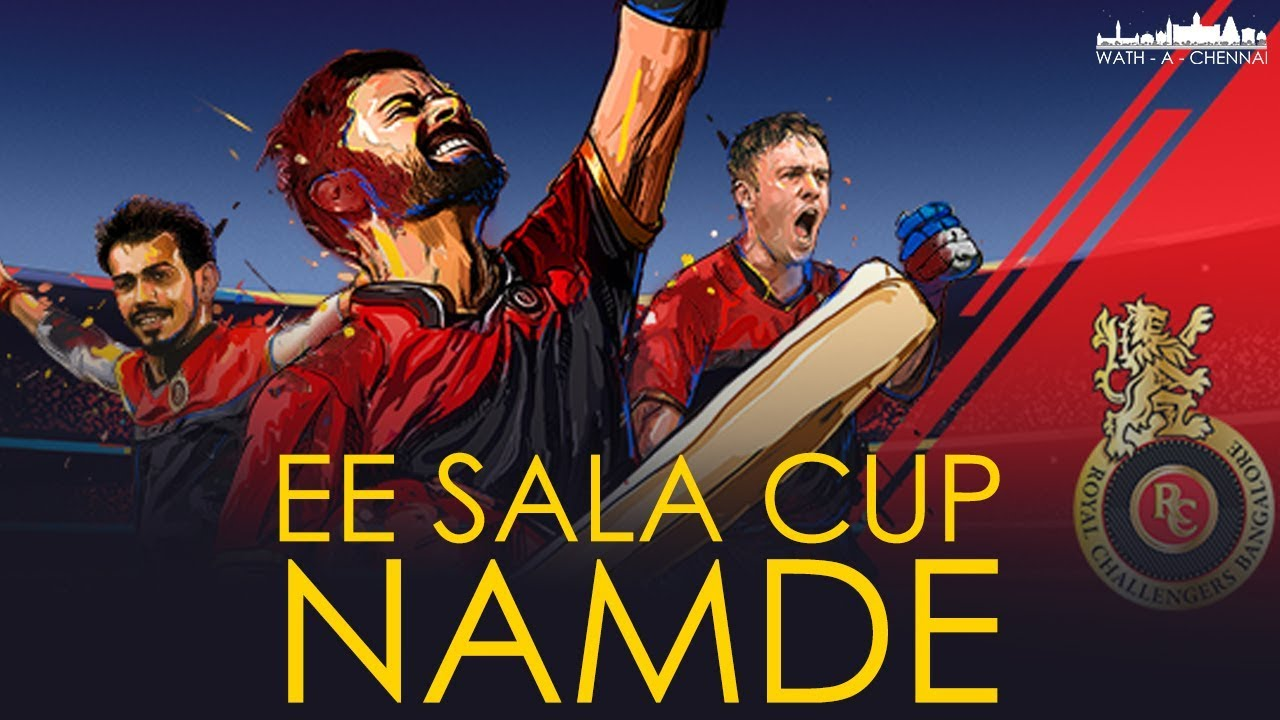 WATH - A - CHENNAI
EE SALA CUP
NAMDE
RC
ROYAL CHALLENGERS BANGALORE